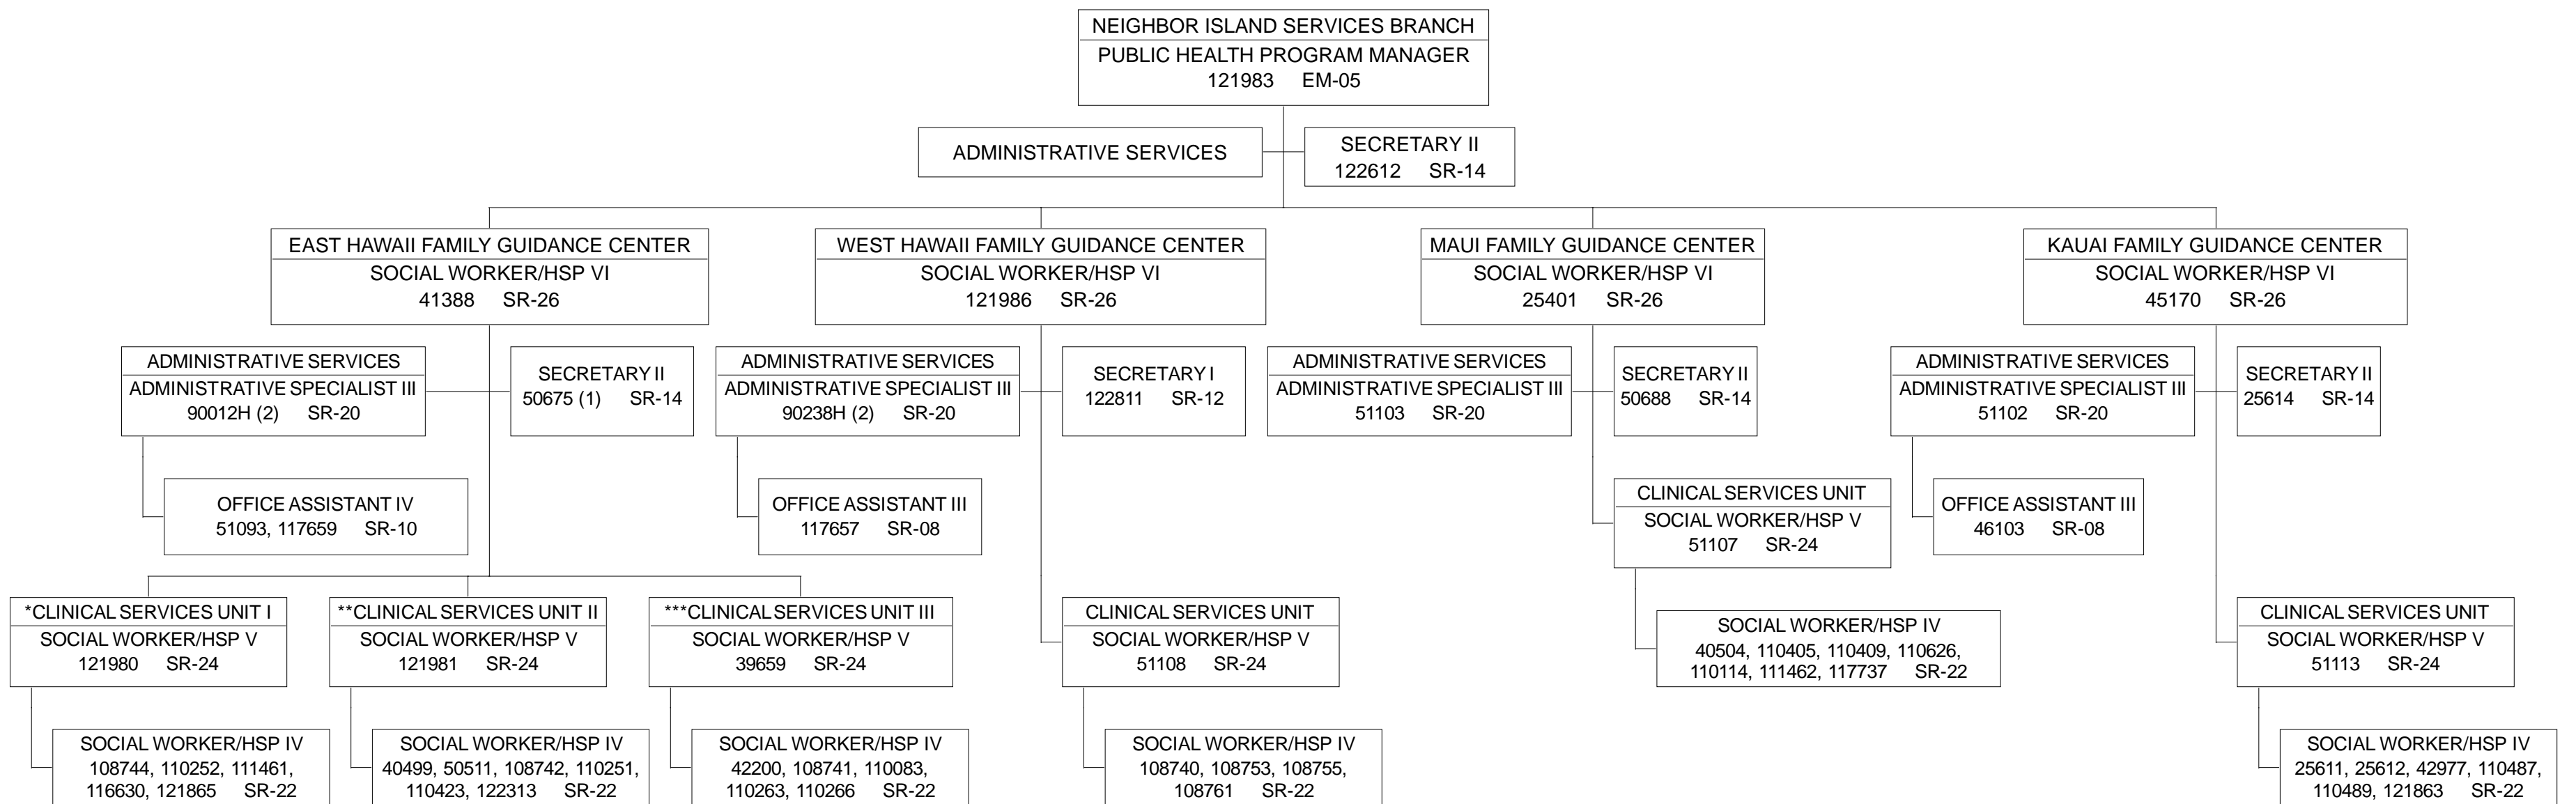 NEIGHBOR ISLAND SERVICES BRANCH
PUBLIC HEALTH PROGRAM MANAGER
121983 EM-05
ADMINISTRATIVE SERVICES
SECRETARY II
122612 SR-14
EAST HAWAII FAMILY GUIDANCE CENTER
SOCIAL WORKER/HSP VI
41388 SR-26
WEST HAWAII FAMILY GUIDANCE CENTER
SOCIAL WORKER/HSP VI
121986 SR-26
MAUI FAMILY GUIDANCE CENTER
SOCIAL WORKER/HSP VI
25401 SR-26
KAUAI FAMILY GUIDANCE CENTER
SOCIAL WORKER/HSP VI
45170 SR-26
ADMINISTRATIVE SERVICES
ADMINISTRATIVE SPECIALIST III
90012H (2) SR-20
SECRETARY II
50675 (1) SR-14
ADMINISTRATIVE SERVICES
ADMINISTRATIVE SPECIALIST III
90238H (2) SR-20
SECRETARY I
122811 SR-12
ADMINISTRATIVE SERVICES
ADMINISTRATIVE SPECIALIST III
51103 SR-20
SECRETARY II
50688 SR-14
ADMINISTRATIVE SERVICES
ADMINISTRATIVE SPECIALIST III
51102 SR-20
SECRETARY II
25614 SR-14
OFFICE ASSISTANT IV
51093, 117659 SR-10
OFFICE ASSISTANT III
117657 SR-08
CLINICAL SERVICES UNIT
SOCIAL WORKER/HSP V
51107 SR-24
OFFICE ASSISTANT III
46103 SR-08
*CLINICAL SERVICES UNIT I
SOCIAL WORKER/HSP V
121980 SR-24
**CLINICAL SERVICES UNIT II
SOCIAL WORKER/HSP V
121981 SR-24
***CLINICAL SERVICES UNIT III
SOCIAL WORKER/HSP V
39659 SR-24
CLINICAL SERVICES UNIT
SOCIAL WORKER/HSP V
51108 SR-24
SOCIAL WORKER/HSP IV
40504, 110405, 110409, 110626,
110114, 111462, 117737 SR-22
CLINICAL SERVICES UNIT
SOCIAL WORKER/HSP V
51113 SR-24
SOCIAL WORKER/HSP IV
108744, 110252, 111461,
116630, 121865 SR-22
SOCIAL WORKER/HSP IV
40499, 50511, 108742, 110251,
110423, 122313 SR-22
SOCIAL WORKER/HSP IV
42200, 108741, 110083,
110263, 110266 SR-22
SOCIAL WORKER/HSP IV
108740, 108753, 108755,
108761 SR-22
SOCIAL WORKER/HSP IV
25611, 25612, 42977, 110487,
110489, 121863 SR-22